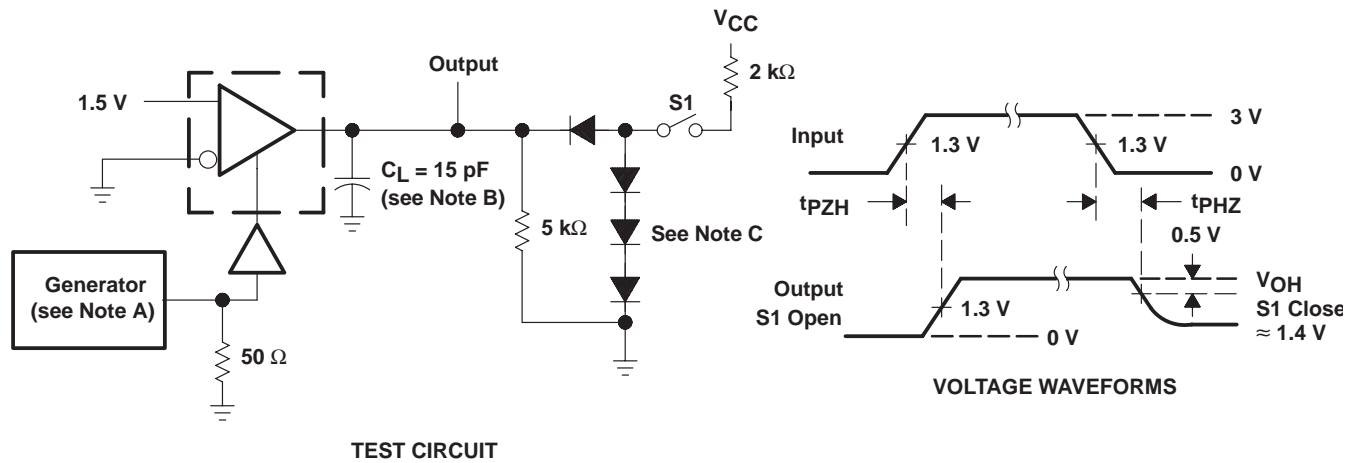 VCC
2 kΩ
Output
S1
1.5 V
CL = 15 pF
(see Note B)
5 kΩ
See Note C
Generator
(see Note A)
50 Ω
TEST CIRCUIT
Input
3 V
1.3 V
1.3 V
0 V
tPZH
tPHZ
0.5 V
Output
S1 Open
1.3 V
0 V
VOH
S1 Close
≈ 1.4 V
VOLTAGE WAVEFORMS